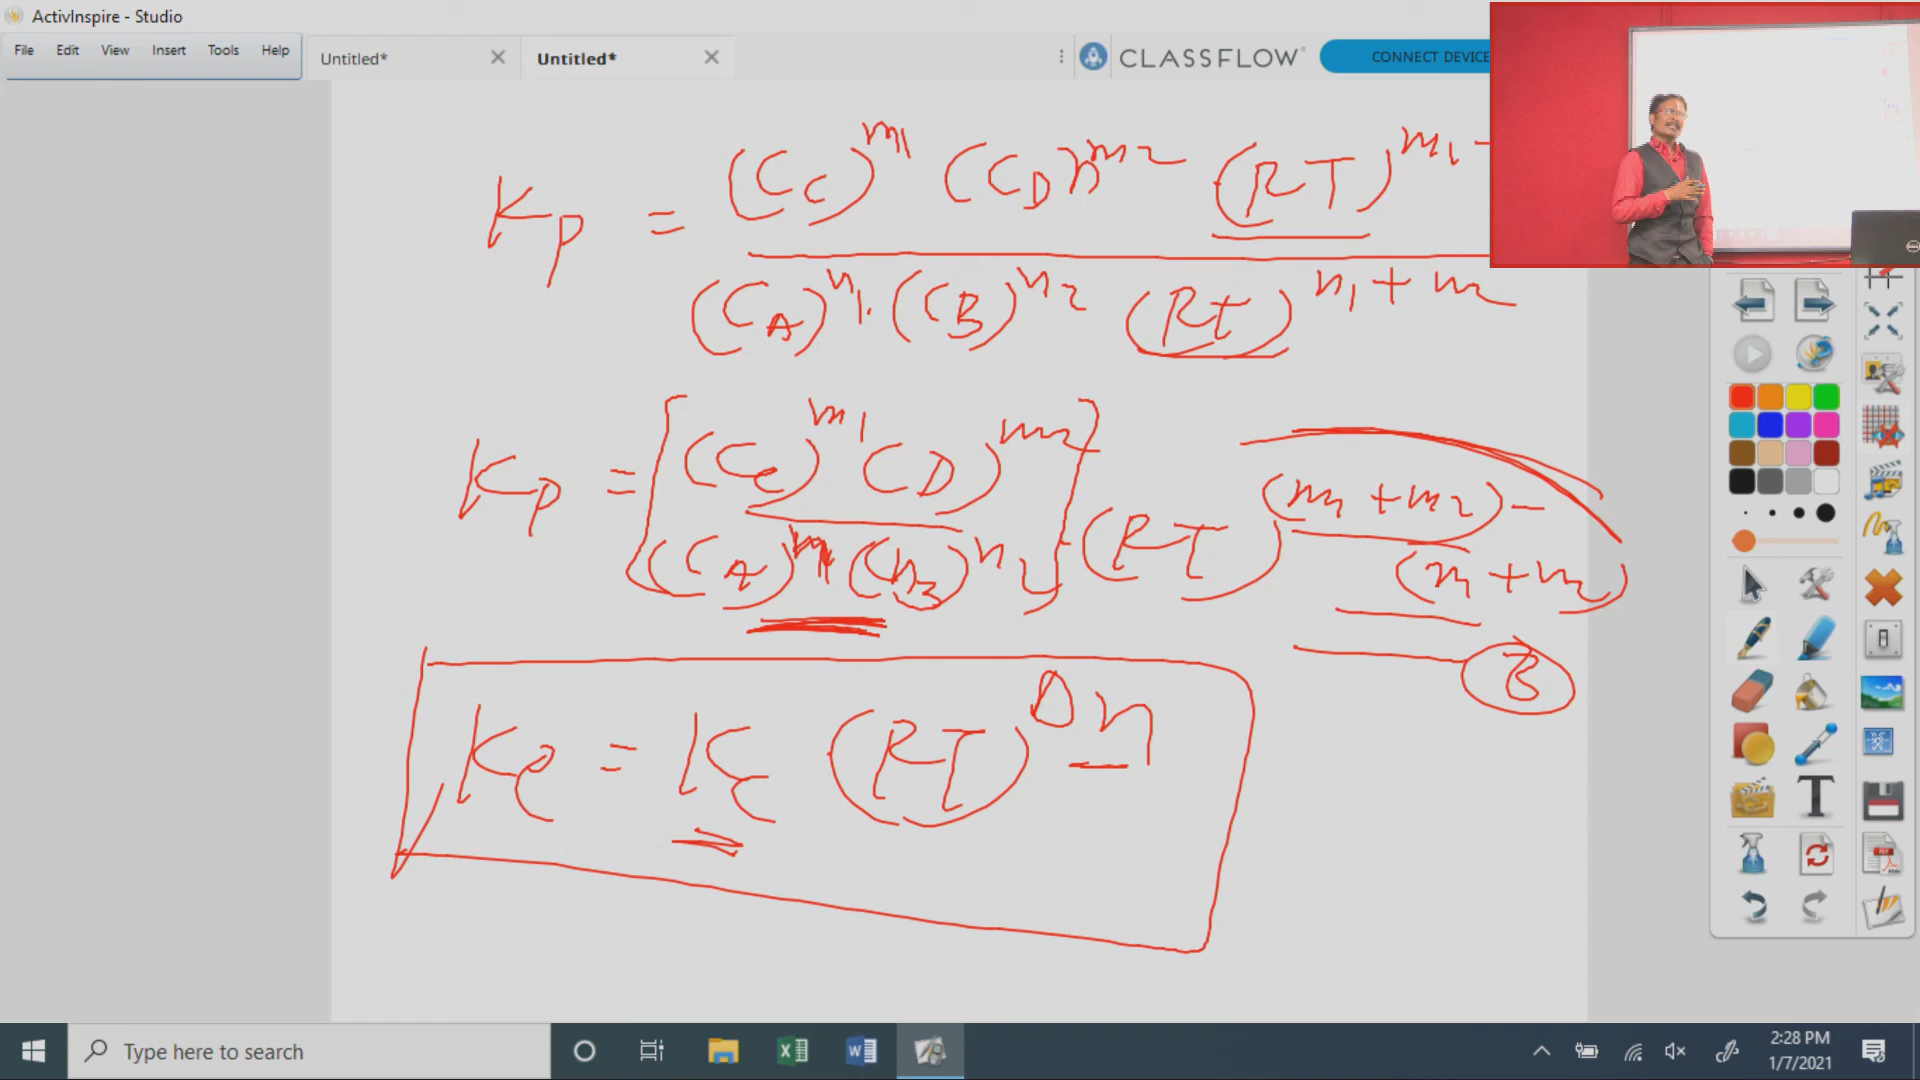 ActivInspire - Studio
File Edit View Insert Tools Help
Untitled* Untitled*
CLASSFLOW
CONNECT DEVICE
Kp = (CC)^m1 (CD)^m2 (RT)^m1-
(CA)^n1 . (CB)^n2 (Rt)^n1 + n2
Kp = [(Cc)^m1 (CD)^m2
(CA)^n1 (CB)^n2] (RT)^(m1 + m2) -
(n1 + n2)
B
Kp = Kc (RT)^Δn
T
PDF
Type here to search
2:28 PM
1/7/2021